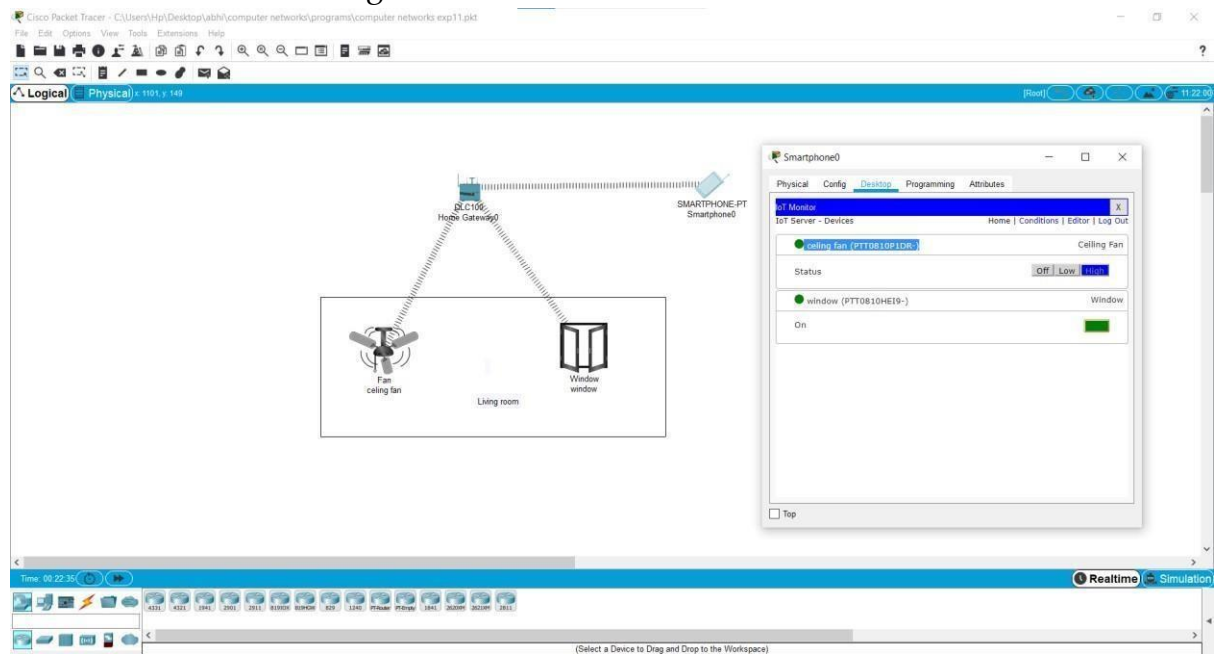 Cisco Packet Tracer - C:\Users\Hp\Desktop\abhi\computer networks\programs\computer networks exp11.pkt
File Edit Options View Tools Extensions Help
?
Logical Physical x: 1101, y: 149 [Root] 11:22:00
Smartphone0
Physical Config Desktop Programming Attributes
IoT Monitor X
IoT Server - Devices Home | Conditions | Editor | Log Out
celing fan (PTT0810P1DR-) Ceiling Fan
Status Off Low High
window (PTT0810HEI9-) Window
On
Top
DLC100
Home Gateway0
SMARTPHONE-PT
Smartphone0
Fan
celing fan
Window
window
Living room
Time: 00:22:35 Realtime Simulation
4331 4321 1941 2901 2911 819IOX 819HGW 829 1240 PT-Router PT-Empty 1841 2620XM 2621XM 2811
(Select a Device to Drag and Drop to the Workspace)